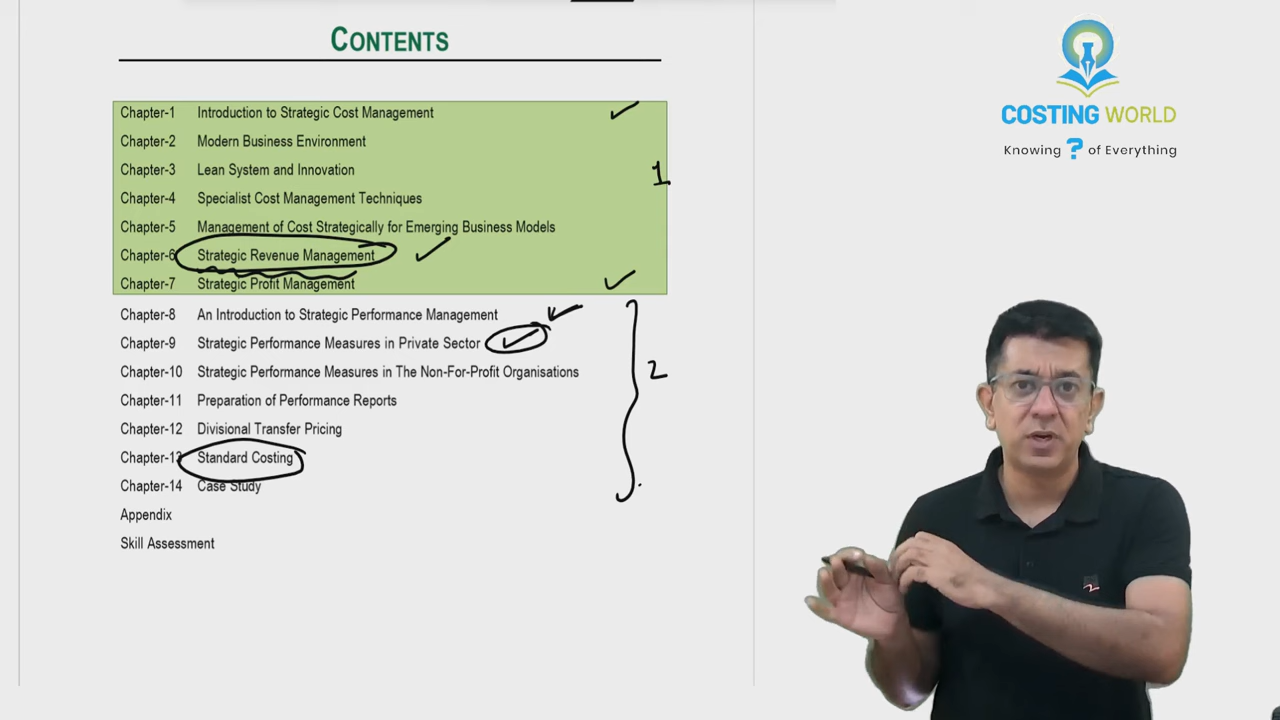 CONTENTS
Chapter-1 Introduction to Strategic Cost Management
Chapter-2 Modern Business Environment
Chapter-3 Lean System and Innovation
1
Chapter-4 Specialist Cost Management Techniques
Chapter-5 Management of Cost Strategically for Emerging Business Models
Chapter-6 Strategic Revenue Management
Chapter-7 Strategic Profit Management
Chapter-8 An Introduction to Strategic Performance Management
Chapter-9 Strategic Performance Measures in Private Sector
Chapter-10 Strategic Performance Measures in The Non-For-Profit Organisations
2
Chapter-11 Preparation of Performance Reports
Chapter-12 Divisional Transfer Pricing
Chapter-13 Standard Costing
Chapter-14 Case Study
Appendix
Skill Assessment
COSTING WORLD
Knowing ? of Everything